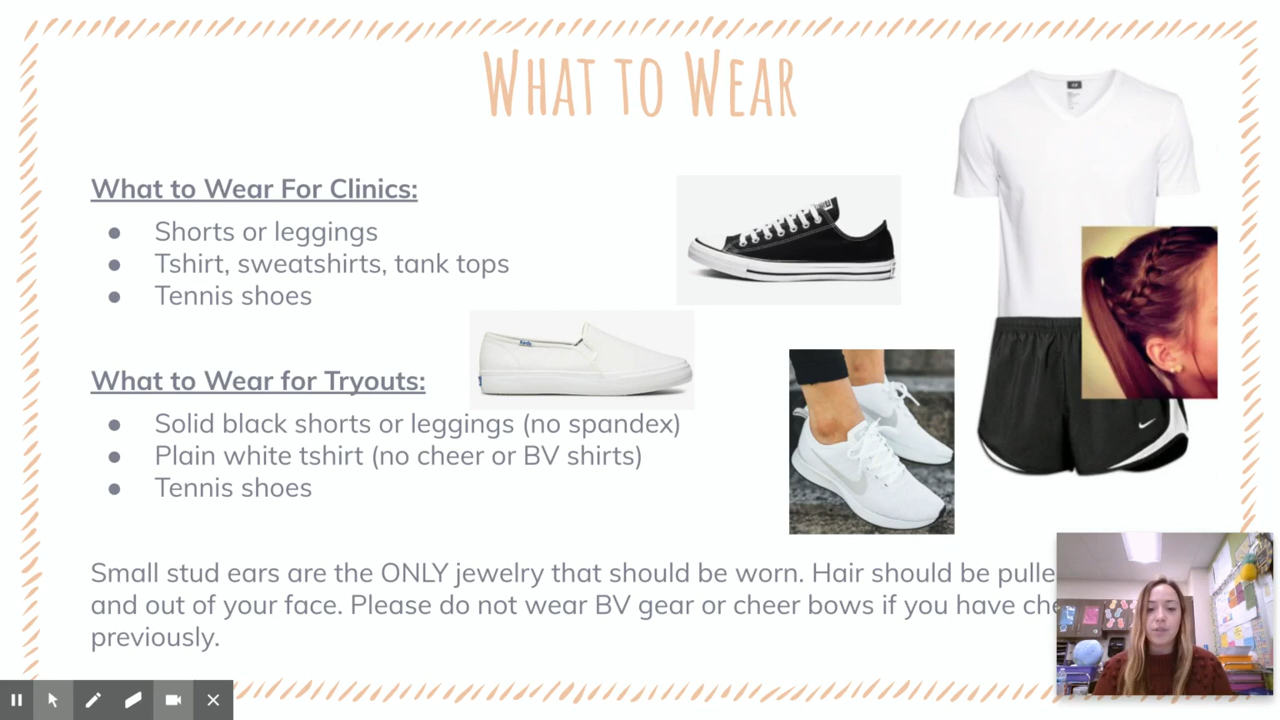 What to Wear
What to Wear For Clinics:
● Shorts or leggings
● Tshirt, sweatshirts, tank tops
● Tennis shoes
What to Wear for Tryouts:
● Solid black shorts or leggings (no spandex)
● Plain white tshirt (no cheer or BV shirts)
● Tennis shoes
Small stud ears are the ONLY jewelry that should be worn. Hair should be pulle
and out of your face. Please do not wear BV gear or cheer bows if you have che
previously.
Keds